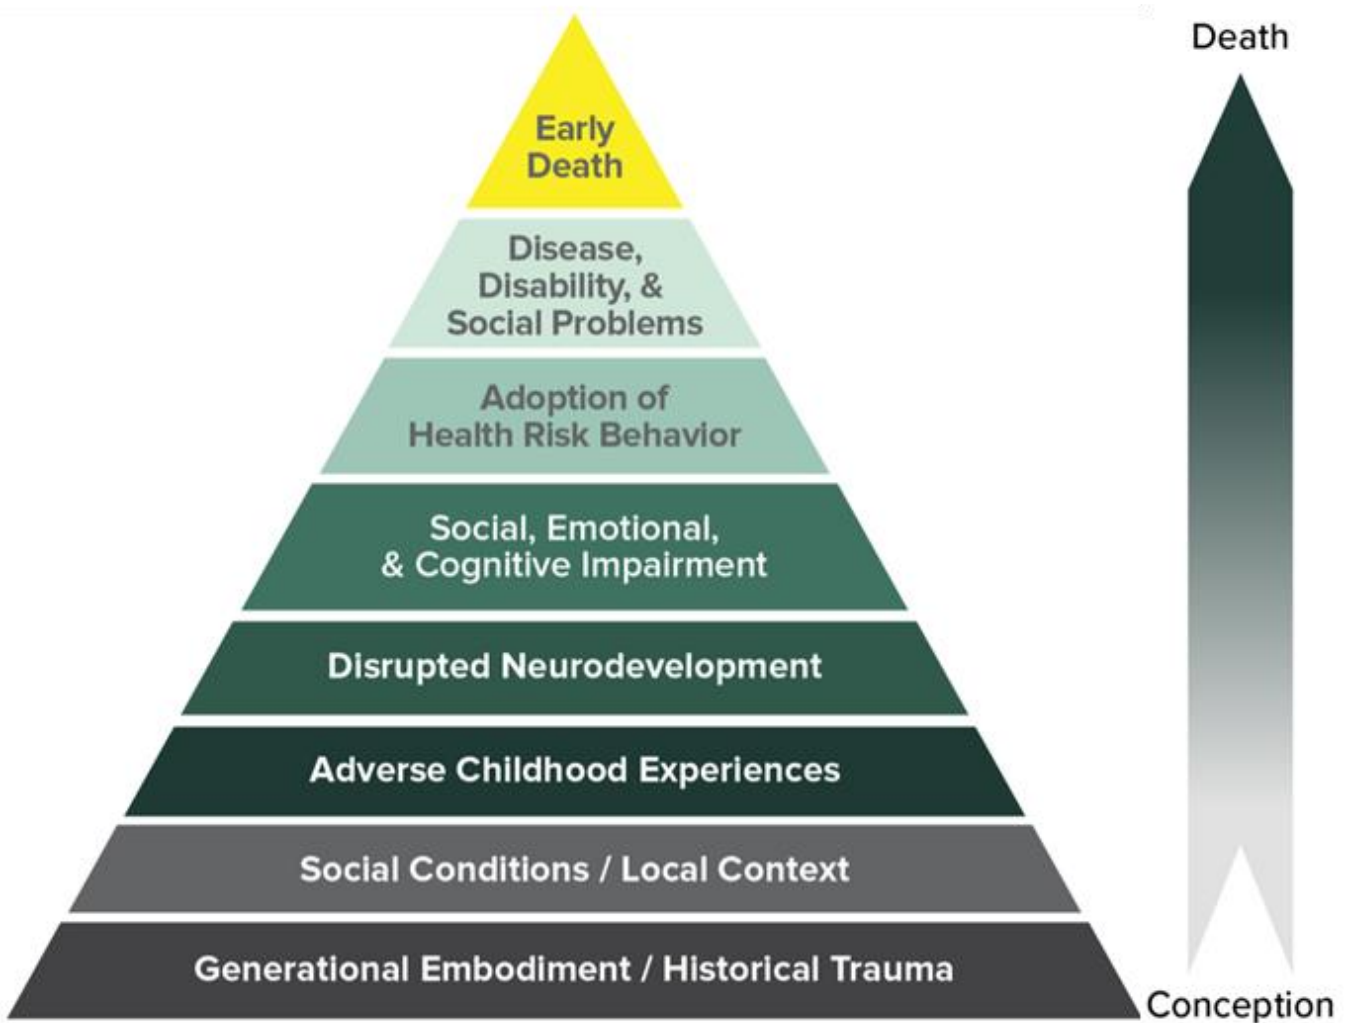 Death
Early
Death
Disease,
Disability, &
Social Problems
Adoption of
Health Risk Behavior
Social, Emotional,
& Cognitive Impairment
Disrupted Neurodevelopment
Adverse Childhood Experiences
Social Conditions / Local Context
Generational Embodiment / Historical Trauma
Conception